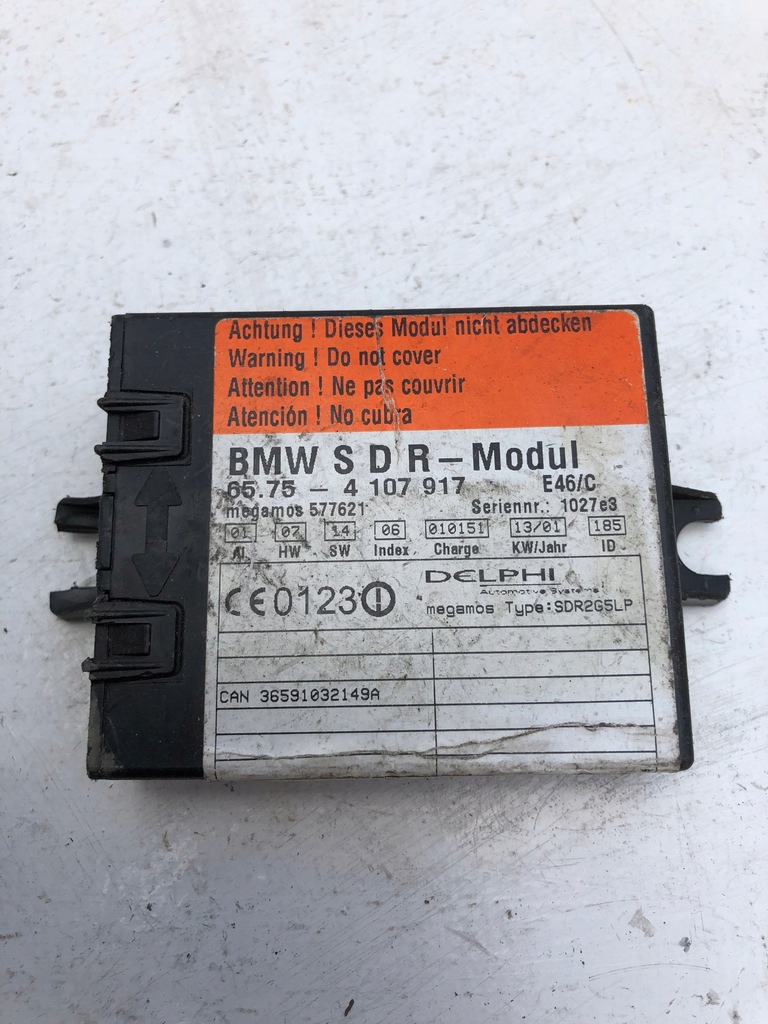 Achtung ! Dieses Modul nicht abdecken
Warning ! Do not cover
Attention ! Ne pas couvrir
Atención ! No cubra
BMW S D R – Modul
65.75 – 4 107 917 E46/C
megamos 577621 Seriennr.: 1027e3
01 07 14 06 010151 13/01 185
AI HW SW Index Charge KW/Jahr ID
CE0123 DELPHI
Automotive Systems
megamos Type:SDR2G5LP
CAN 36591032149A